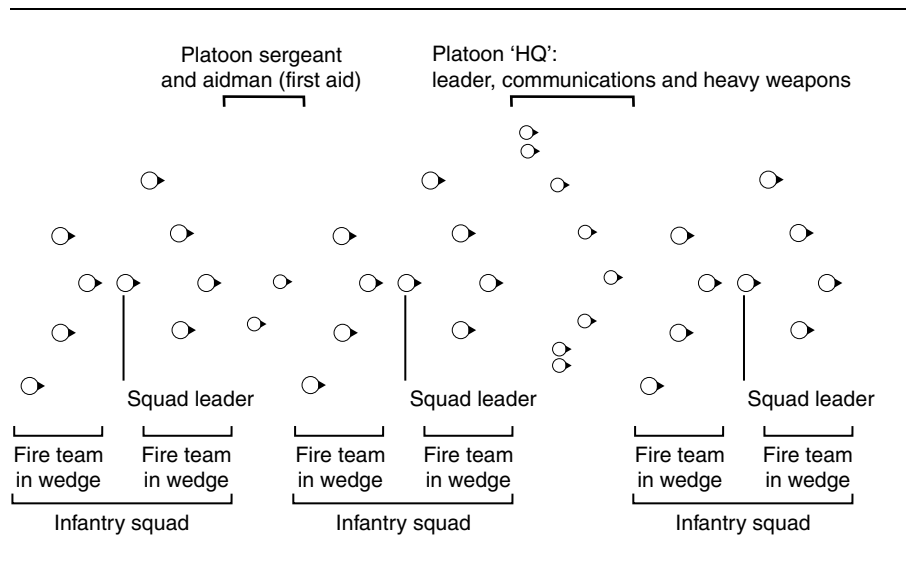 Platoon sergeant
and aidman (first aid)
Platoon ‘HQ’:
leader, communications and heavy weapons
Squad leader
Squad leader
Squad leader
Fire team
in wedge
Fire team
in wedge
Fire team
in wedge
Fire team
in wedge
Fire team
in wedge
Fire team
in wedge
Infantry squad
Infantry squad
Infantry squad